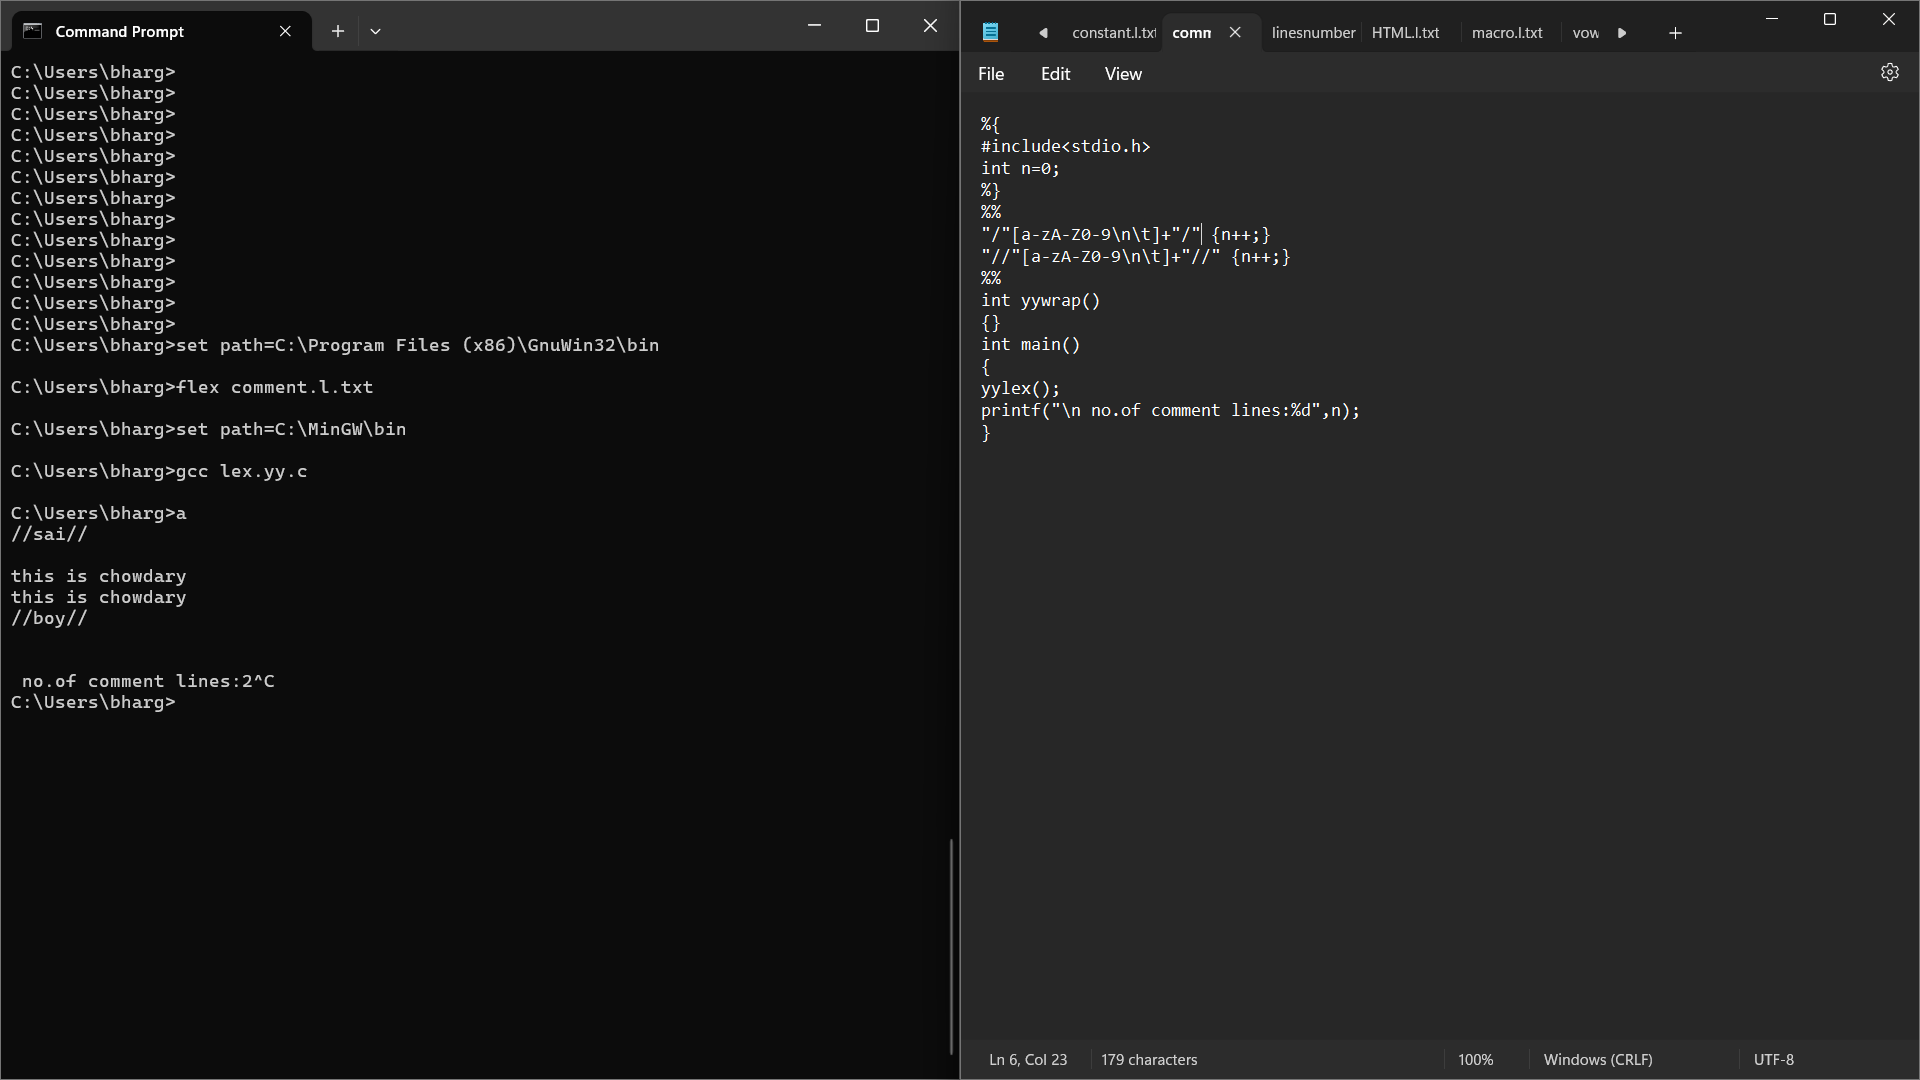 Command Prompt
C:\Users\bharg>
C:\Users\bharg>
C:\Users\bharg>
C:\Users\bharg>
C:\Users\bharg>
C:\Users\bharg>
C:\Users\bharg>
C:\Users\bharg>
C:\Users\bharg>
C:\Users\bharg>
C:\Users\bharg>
C:\Users\bharg>
C:\Users\bharg>
C:\Users\bharg>set path=C:\Program Files (x86)\GnuWin32\bin
C:\Users\bharg>flex comment.l.txt
C:\Users\bharg>set path=C:\MinGW\bin
C:\Users\bharg>gcc lex.yy.c
C:\Users\bharg>a
//sai//
this is chowdary
this is chowdary
//boy//
no.of comment lines:2^C
C:\Users\bharg>
constant.l.txt comm linesnumber HTML.l.txt macro.l.txt vow
File Edit View
%{
#include<stdio.h>
int n=0;
%}
%%
"/"[a-zA-Z0-9\n\t]+"/" {n++;}
"//"[a-zA-Z0-9\n\t]+"//" {n++;}
%%
int yywrap()
{}
int main()
{
yylex();
printf("\n no.of comment lines:%d",n);
}
Ln 6, Col 23 179 characters 100% Windows (CRLF) UTF-8